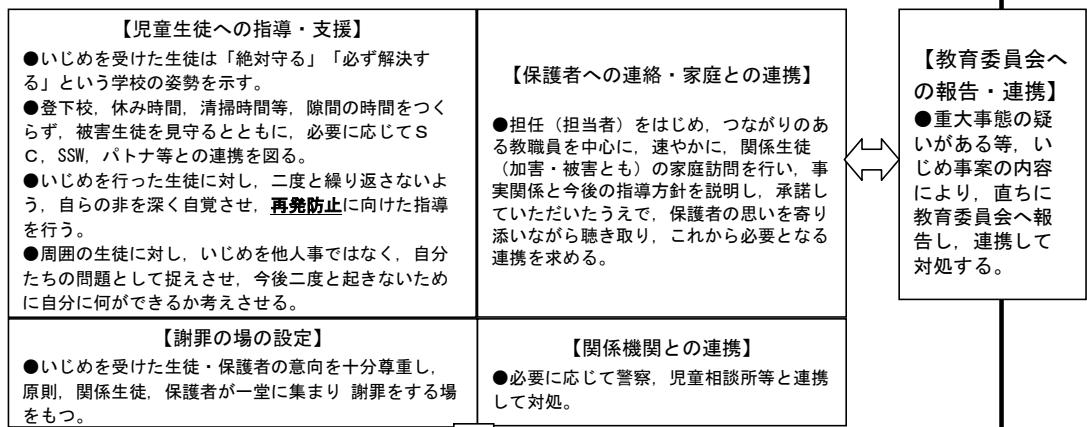 【児童生徒への指導・支援】
●いじめを受けた生徒は「絶対守る」「必ず解決す
る」という学校の姿勢を示す。
●登下校，休み時間，清掃時間等，隙間の時間をつく
らず，被害生徒を見守るとともに，必要に応じてＳ
Ｃ，SSW，パトナ等との連携を図る。
●いじめを行った生徒に対し，二度と繰り返さないよ
う，自らの非を深く自覚させ，再発防止に向けた指導
を行う。
●周囲の生徒に対し，いじめを他人事ではなく，自分
たちの問題として捉えさせ，今後二度と起きないため
に自分に何ができるか考えさせる。
【保護者への連絡・家庭との連携】
●担任（担当者）をはじめ，つながりのあ
る教職員を中心に，速やかに，関係生徒
（加害・被害とも）の家庭訪問を行い，事
実関係と今後の指導方針を説明し，承諾し
ていただいたうえで，保護者の思いを寄り
添いながら聴き取り，これから必要となる
連携を求める。
【教育委員会へ
の報告・連携】
●重大事態の疑
いがある等，い
じめ事案の内容
により，直ちに
教育委員会へ報
告し，連携して
対処する。
【謝罪の場の設定】
●いじめを受けた生徒・保護者の意向を十分尊重し，
原則，関係生徒，保護者が一堂に集まり 謝罪をする場
をもつ。
【関係機関との連携】
●必要に応じて警察，児童相談所等と連携
して対処。